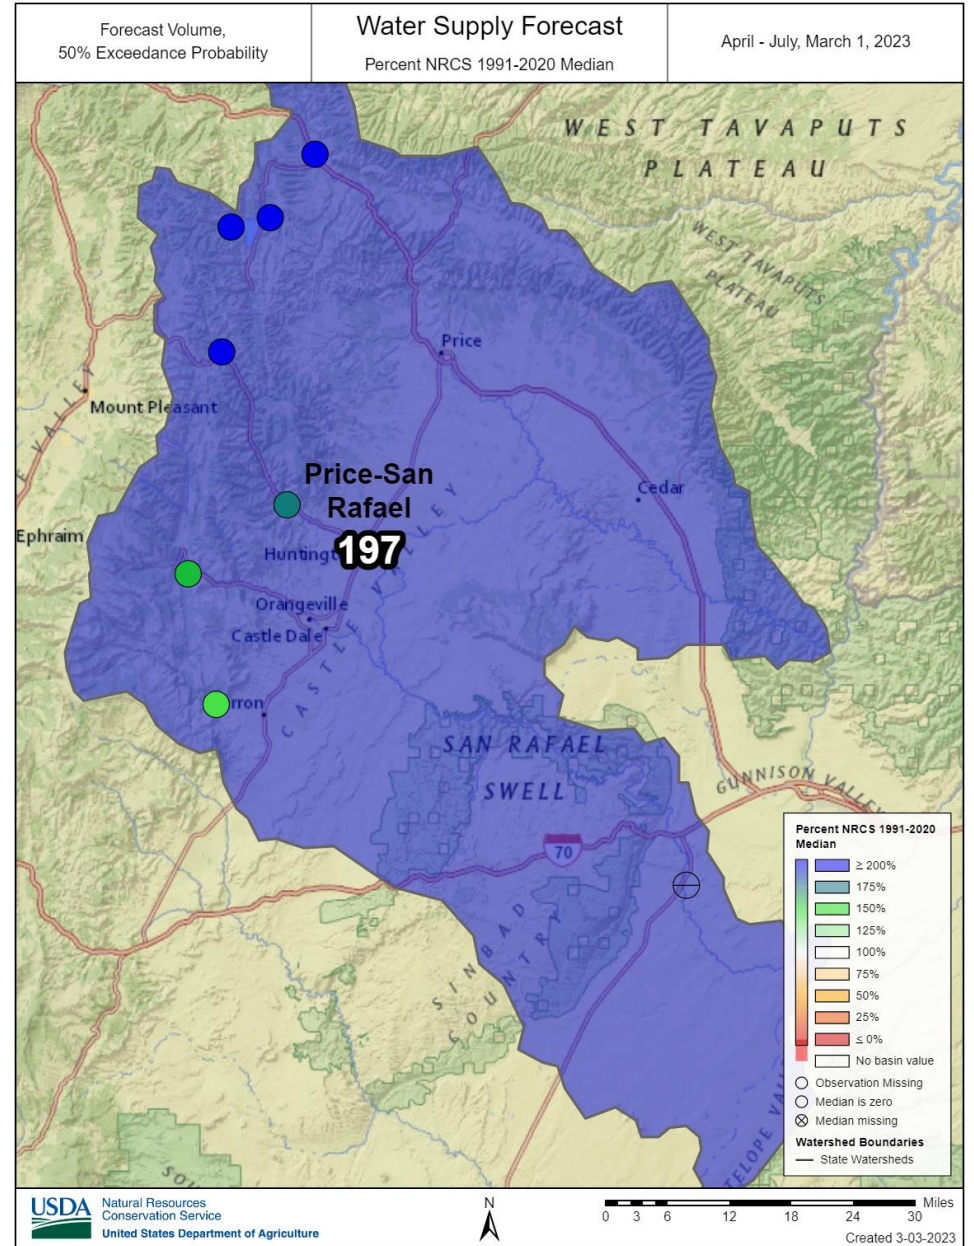 Forecast Volume,
50% Exceedance Probability
Water Supply Forecast
Percent NRCS 1991-2020 Median
April - July, March 1, 2023
WEST TAVAPUTS
PLATEAU
WEST TAVAPUTS
PLATEAU
Price
Mount Pleasant
E VALLEY
Price-San
Rafael
197
Cedar
Ephraim
Huntingt
Orangeville
Castle Dale
CASTLE VALLEY
rron
SAN RAFAEL
SWELL
GUNNISON VALLEY
70
SINBAD
COUNTR
TELOPE VAL
SOU
Percent NRCS 1991-2020
Median
≥ 200%
175%
150%
125%
100%
75%
50%
25%
≤ 0%
No basin value
Observation Missing
Median is zero
Median missing
Watershed Boundaries
State Watersheds
USDA
Natural Resources
Conservation Service
United States Department of Agriculture
N
Miles
0 3 6 12 18 24 30
Created 3-03-2023